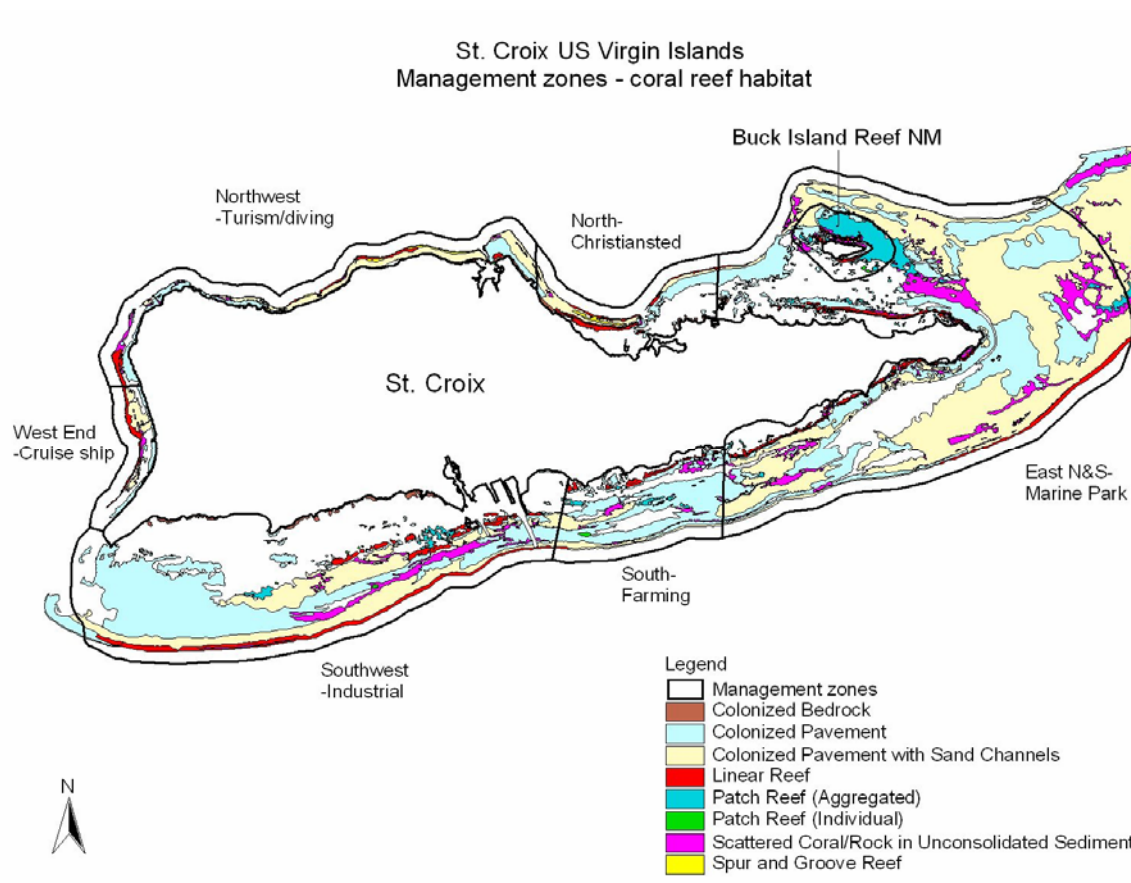 St. Croix US Virgin Islands
Management zones - coral reef habitat
Buck Island Reef NM
Northwest
-Turism/diving
North-
Christiansted
St. Croix
West End
-Cruise ship
East N&S-
Marine Park
South-
Farming
Southwest
-Industrial
Legend
Management zones
Colonized Bedrock
Colonized Pavement
Colonized Pavement with Sand Channels
Linear Reef
Patch Reef (Aggregated)
Patch Reef (Individual)
Scattered Coral/Rock in Unconsolidated Sediment
Spur and Groove Reef
N